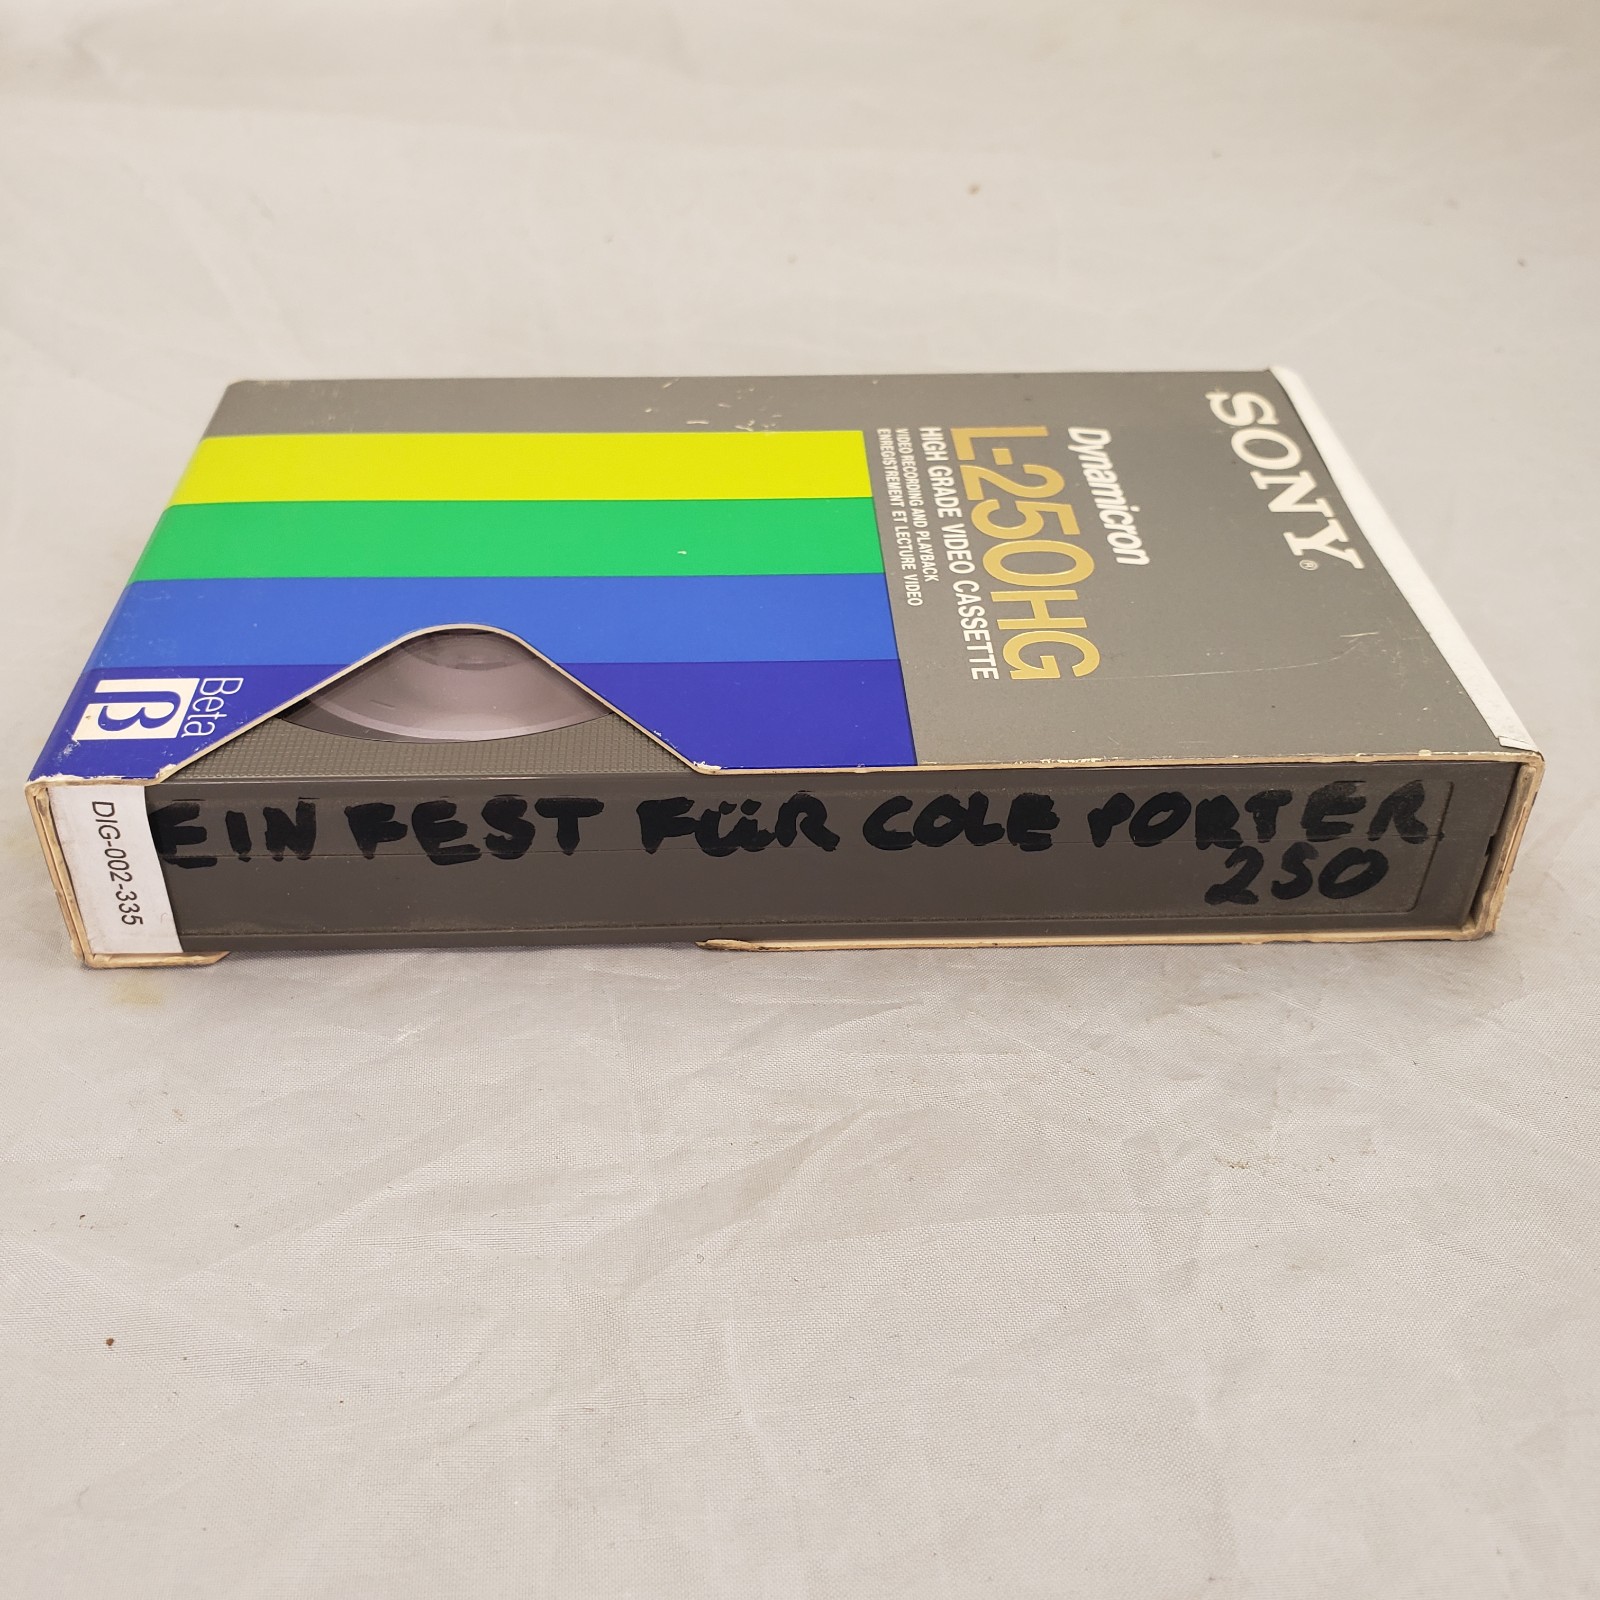 SONY®
Dynamicron
L-250HG
HIGH GRADE VIDEO CASSETTE
VIDEO RECORDING AND PLAYBACK
ENREGISTREMENT ET LECTURE VIDEO
Beta
β
DIG-002-335
EIN FEST FÜR COLE PORTER
250